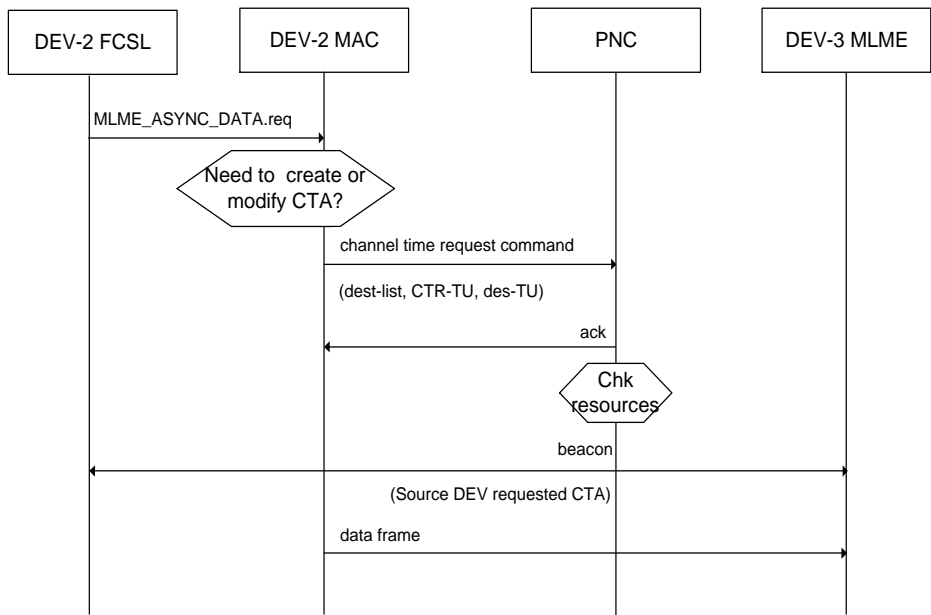 DEV-2 FCSL
DEV-2 MAC
PNC
DEV-3 MLME
MLME_ASYNC_DATA.req
Need to create or
modify CTA?
channel time request command
(dest-list, CTR-TU, des-TU)
ack
Chk
resources
beacon
(Source DEV requested CTA)
data frame